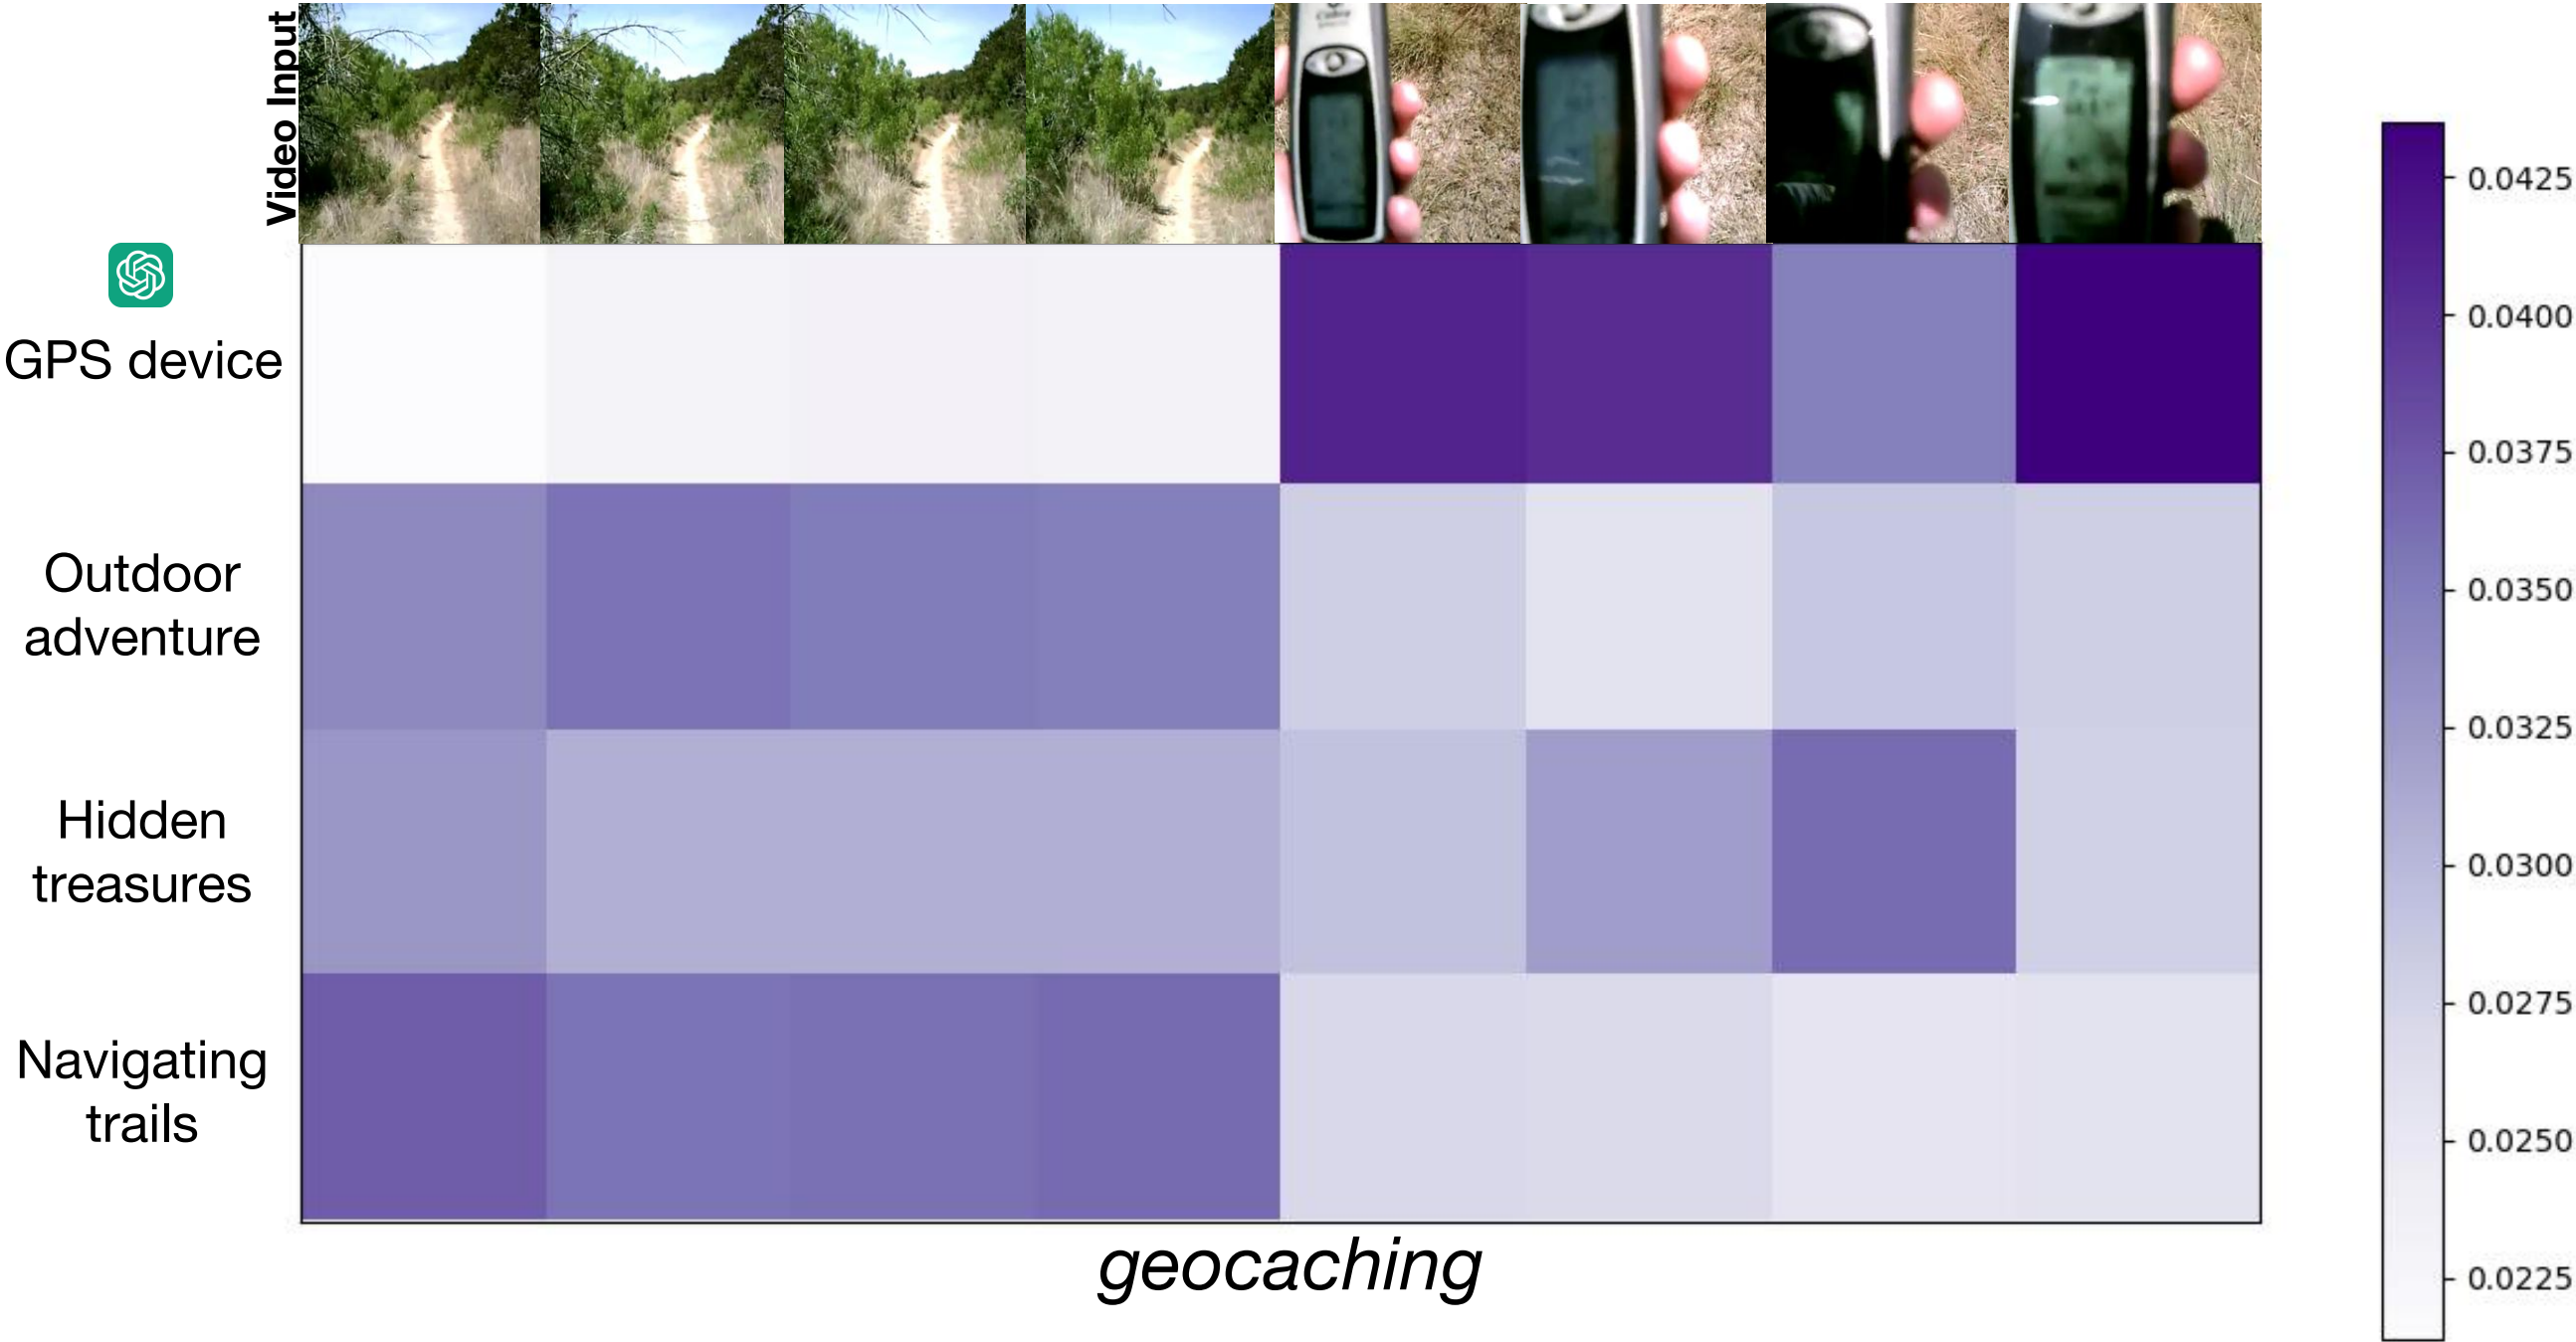 Video Input
GPS device
Outdoor
adventure
Hidden
treasures
Navigating
trails
geocaching
0.0425
0.0400
0.0375
0.0350
0.0325
0.0300
0.0275
0.0250
0.0225